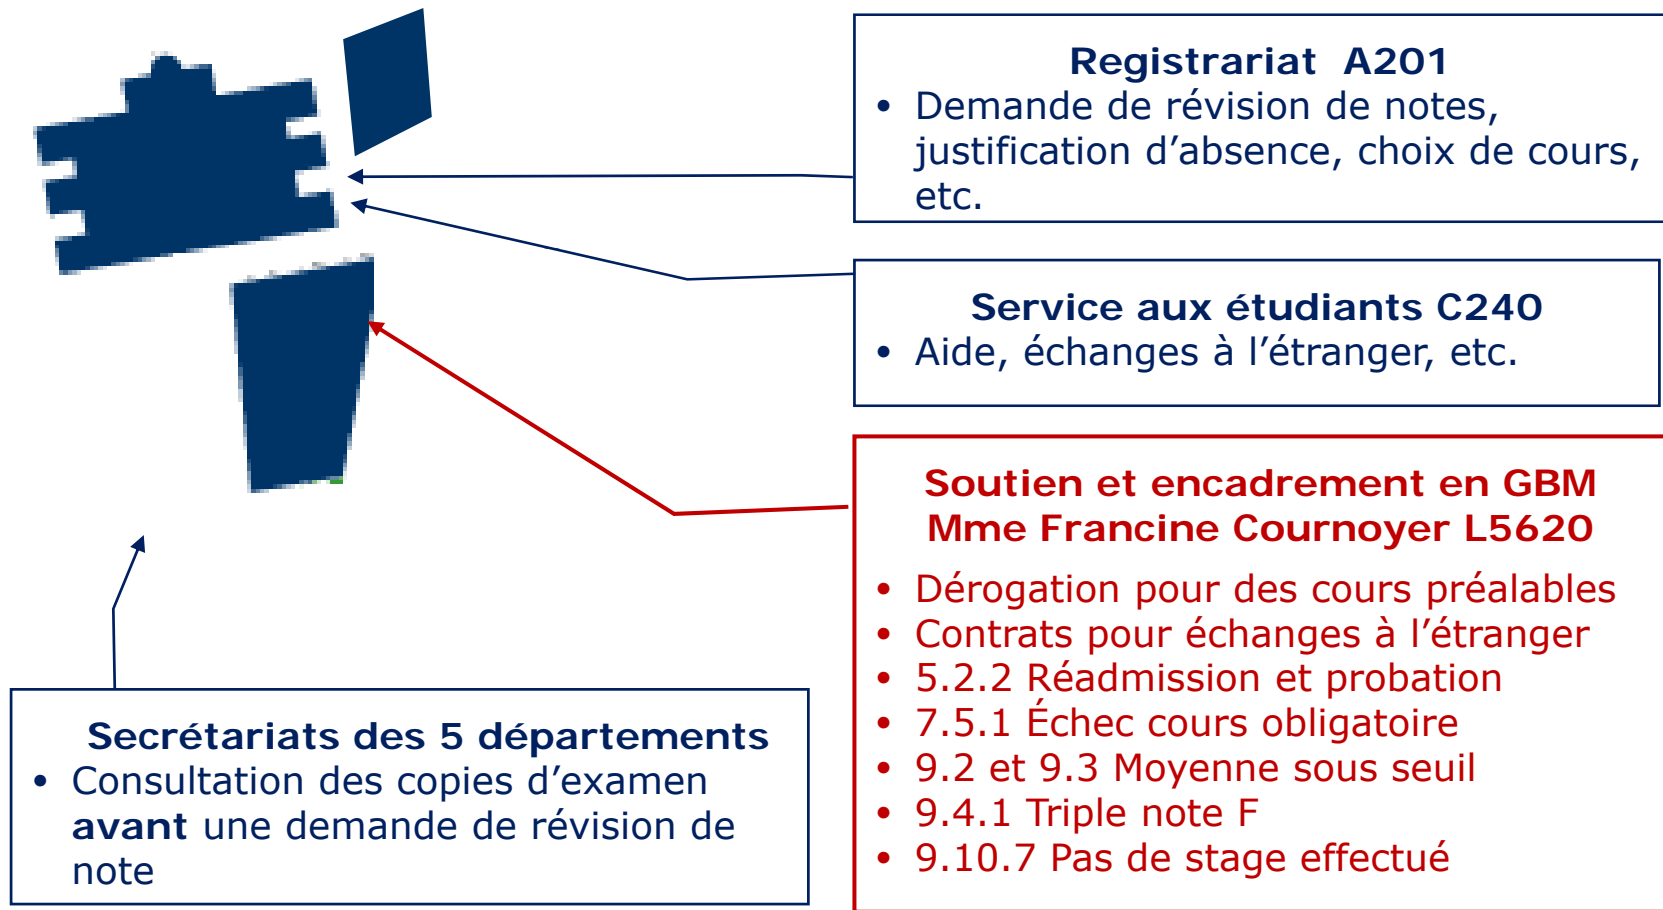 Registrariat A201
• Demande de révision de notes,
justification d’absence, choix de cours,
etc.
Service aux étudiants C240
• Aide, échanges à l’étranger, etc.
Soutien et encadrement en GBM
Mme Francine Cournoyer L5620
• Dérogation pour des cours préalables
• Contrats pour échanges à l’étranger
• 5.2.2 Réadmission et probation
• 7.5.1 Échec cours obligatoire
• 9.2 et 9.3 Moyenne sous seuil
• 9.4.1 Triple note F
• 9.10.7 Pas de stage effectué
Secrétariats des 5 départements
• Consultation des copies d’examen
avant une demande de révision de
note